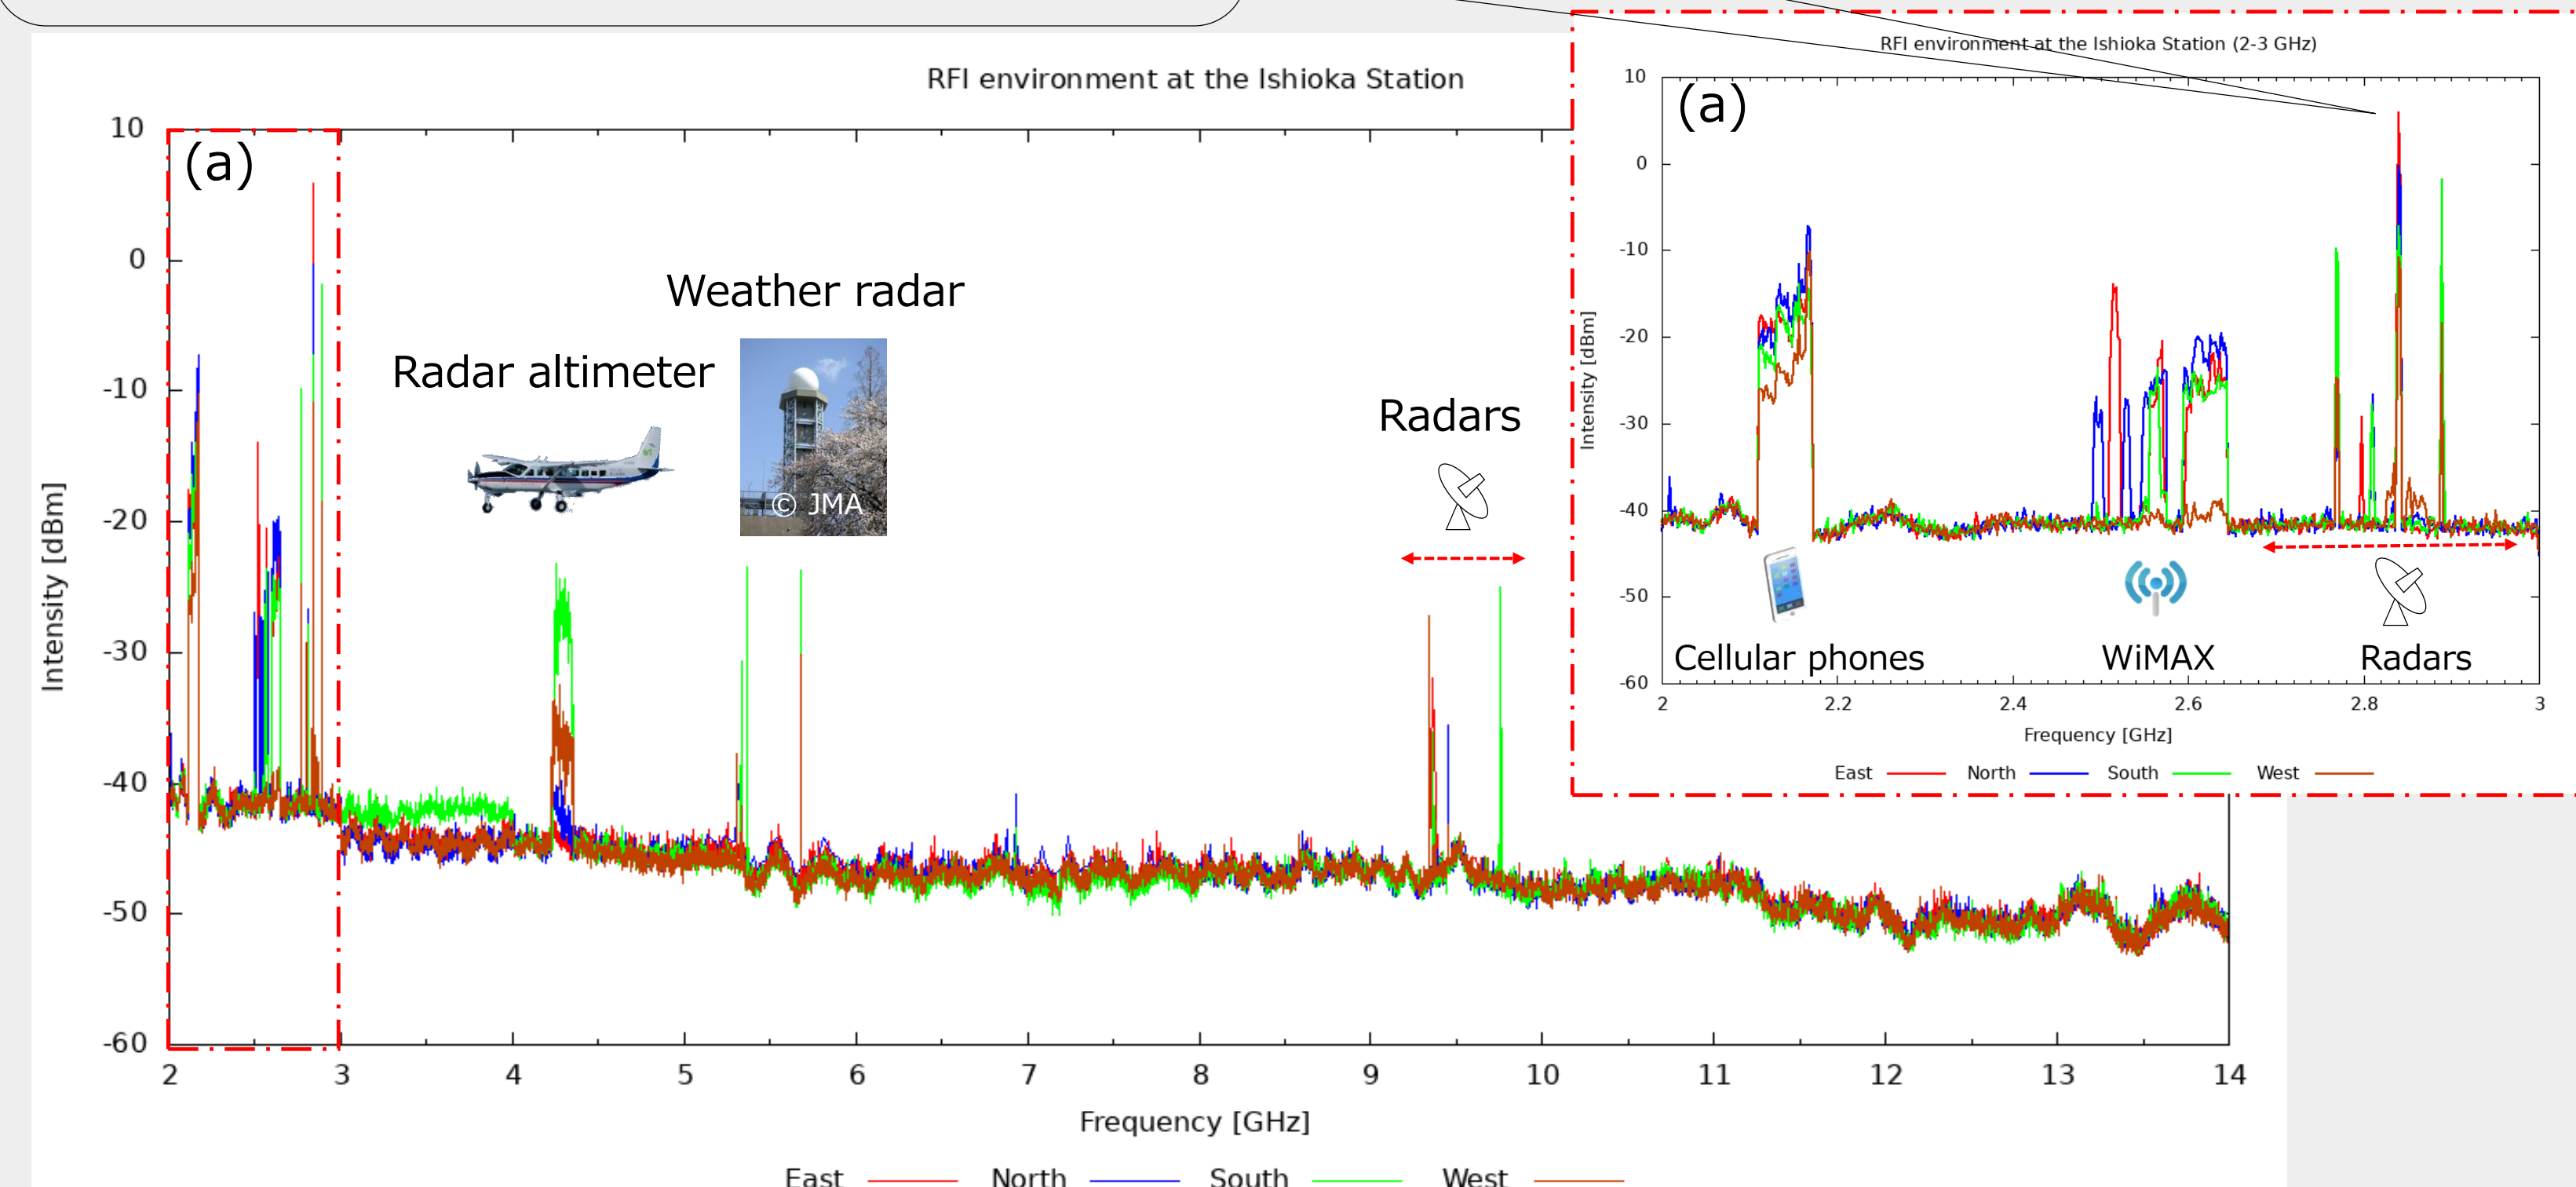 RFI environment at the Ishioka Station
10
0
-10
-20
-30
-40
-50
-60
Intensity [dBm]
(a)
Weather radar
Radar altimeter
© JMA
Radars
2 3 4 5 6 7 8 9 10 11 12 13 14
Frequency [GHz]
East North South West
RFI environment at the Ishioka Station (2-3 GHz)
10
0
-10
-20
-30
-40
-50
-60
Intensity [dBm]
(a)
Cellular phones WiMAX Radars
2 2.2 2.4 2.6 2.8 3
Frequency [GHz]
East North South West